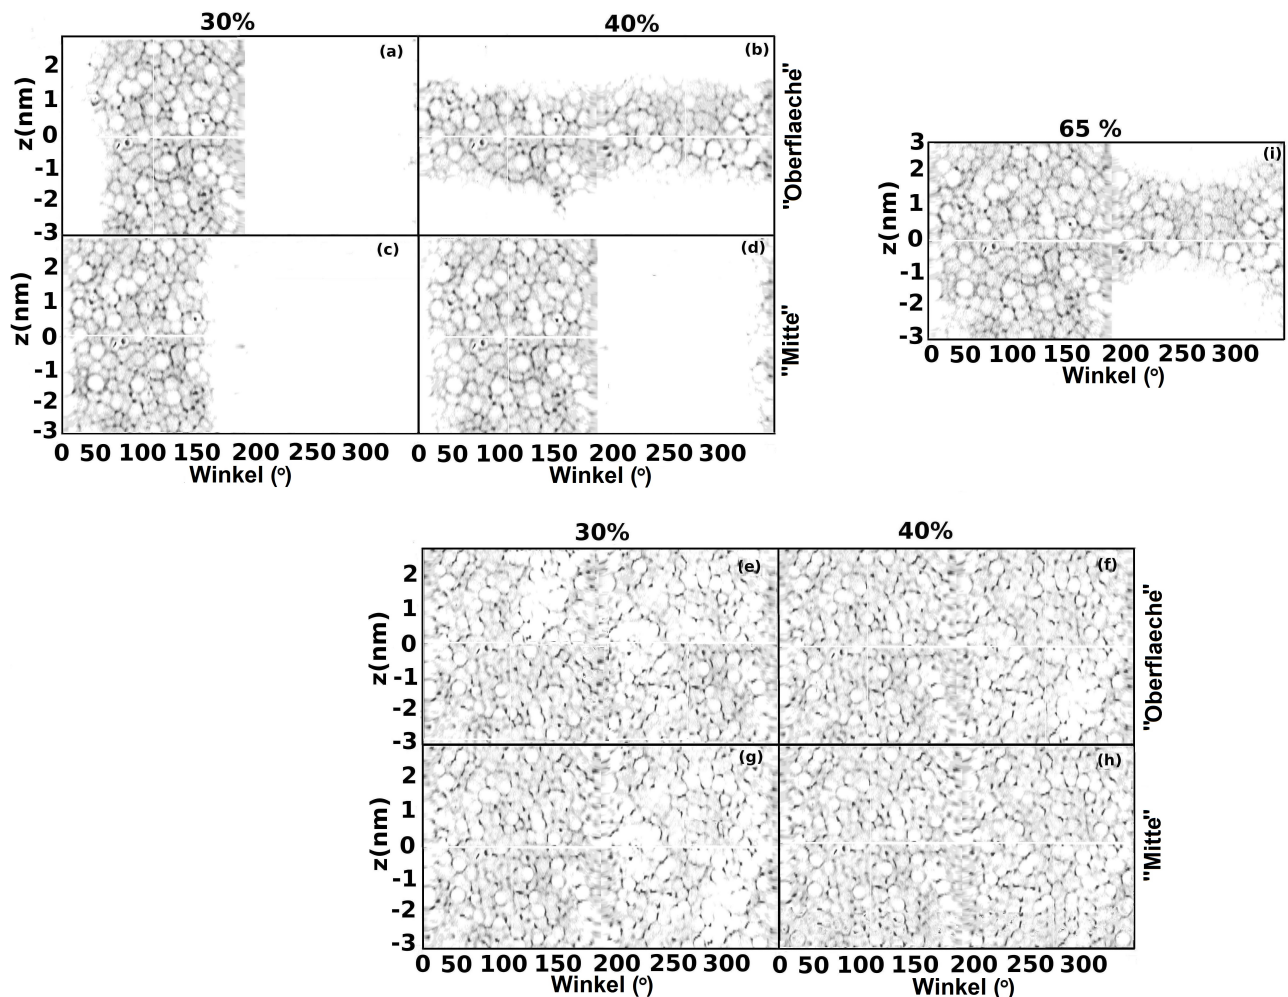 30% 40%
(a) (b)
z(nm) 2 1 0 -1 -2 -3
"Oberflaeche"
(c) (d)
z(nm) 2 1 0 -1 -2 -3
"Mitte"
0 50 100 150 200 250 300 0 50 100 150 200 250 300
Winkel (º) Winkel (º)
65 %
(i)
z(nm) 3 2 1 0 -1 -2 -3
0 50 100 150 200 250 300
Winkel (º)
30% 40%
(e) (f)
z(nm) 2 1 0 -1 -2 -3
"Oberflaeche"
(g) (h)
z(nm) 2 1 0 -1 -2 -3
"Mitte"
0 50 100 150 200 250 300 0 50 100 150 200 250 300
Winkel (º) Winkel (º)